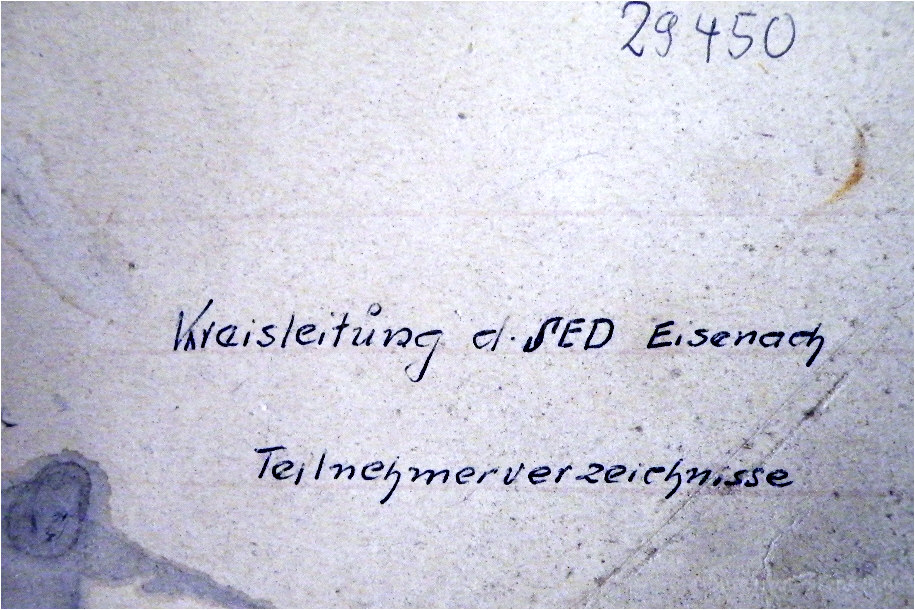 29450
Kreisleitung d. SED Eisenach
Teilnehmerverzeichnisse